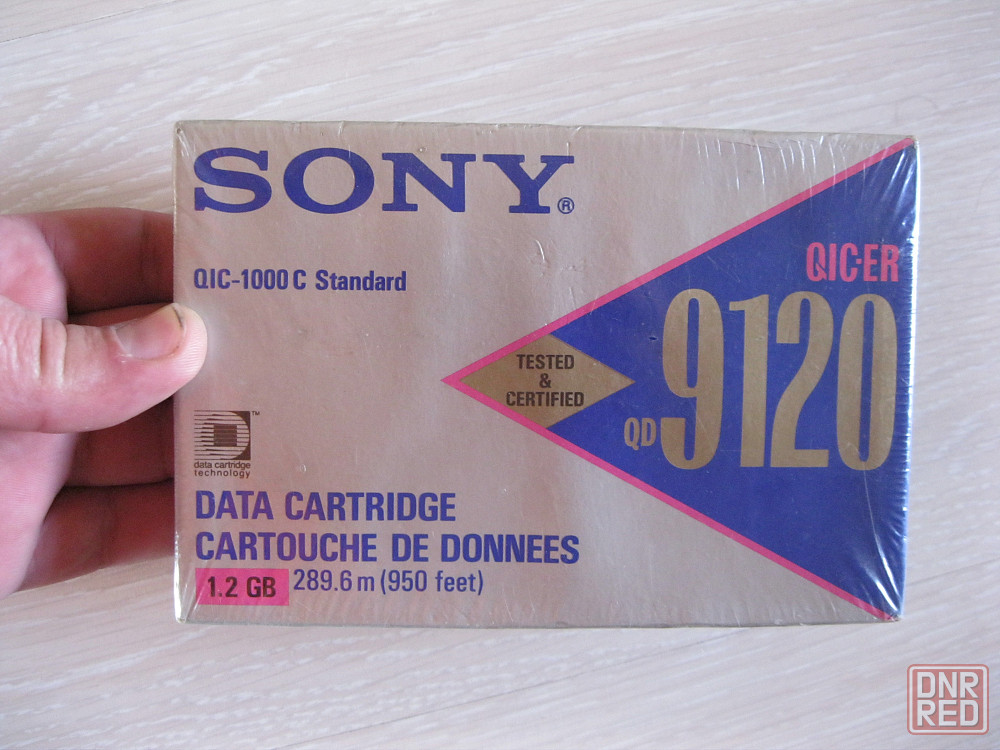 SONY®
QIC-1000 C Standard
QIC-ER
TESTED
&
CERTIFIED
QD 9120
TM
data cartridge
technology
DATA CARTRIDGE
CARTOUCHE DE DONNEES
1.2 GB 289.6 m (950 feet)
DNR
RED